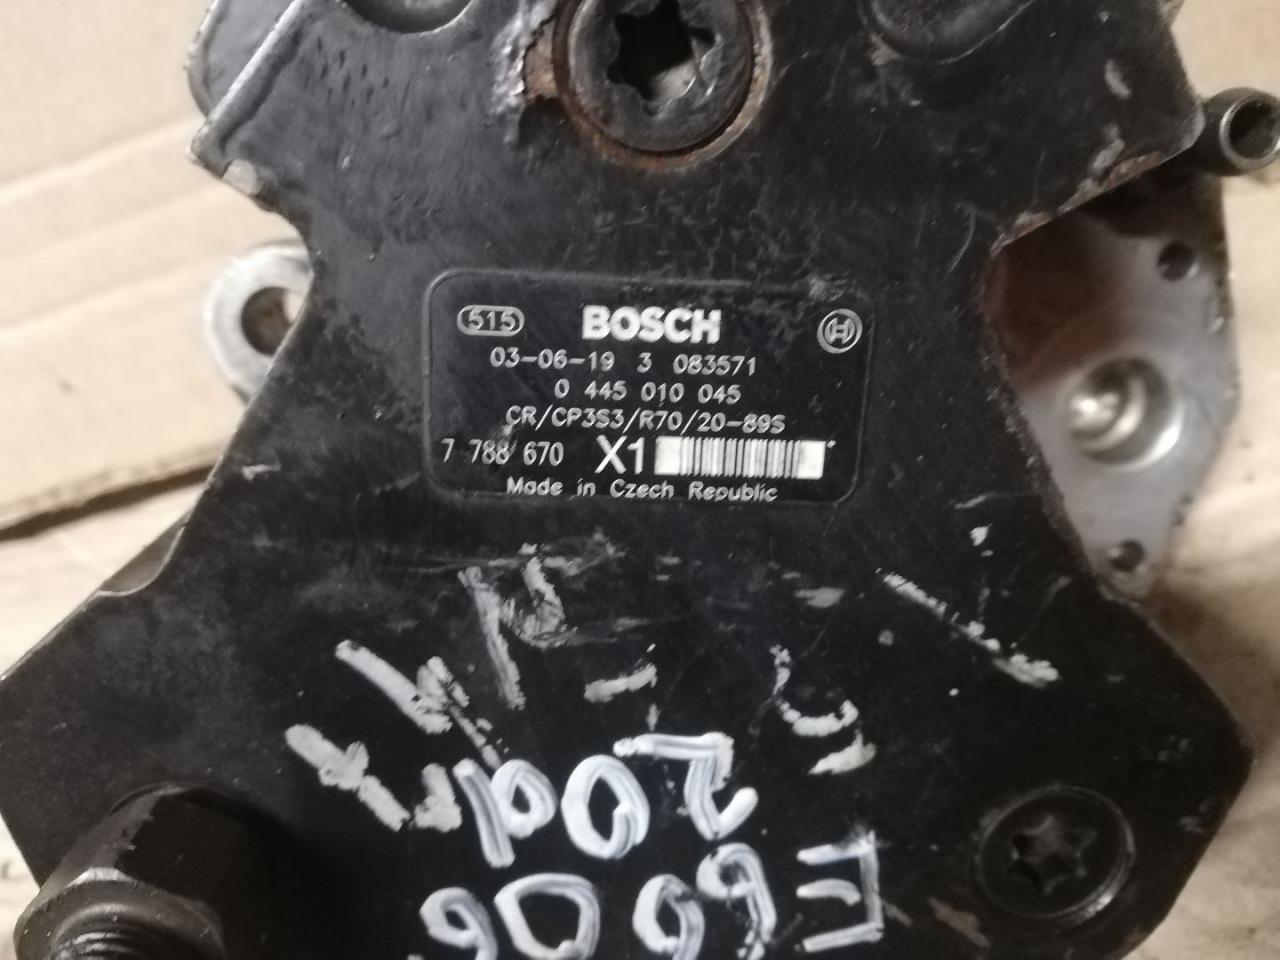 515 BOSCH
03-06-19 3 083571
0 445 010 045
CR/CP3S3/R70/20-89S
7 788 670 X1
Made in Czech Republic
20d